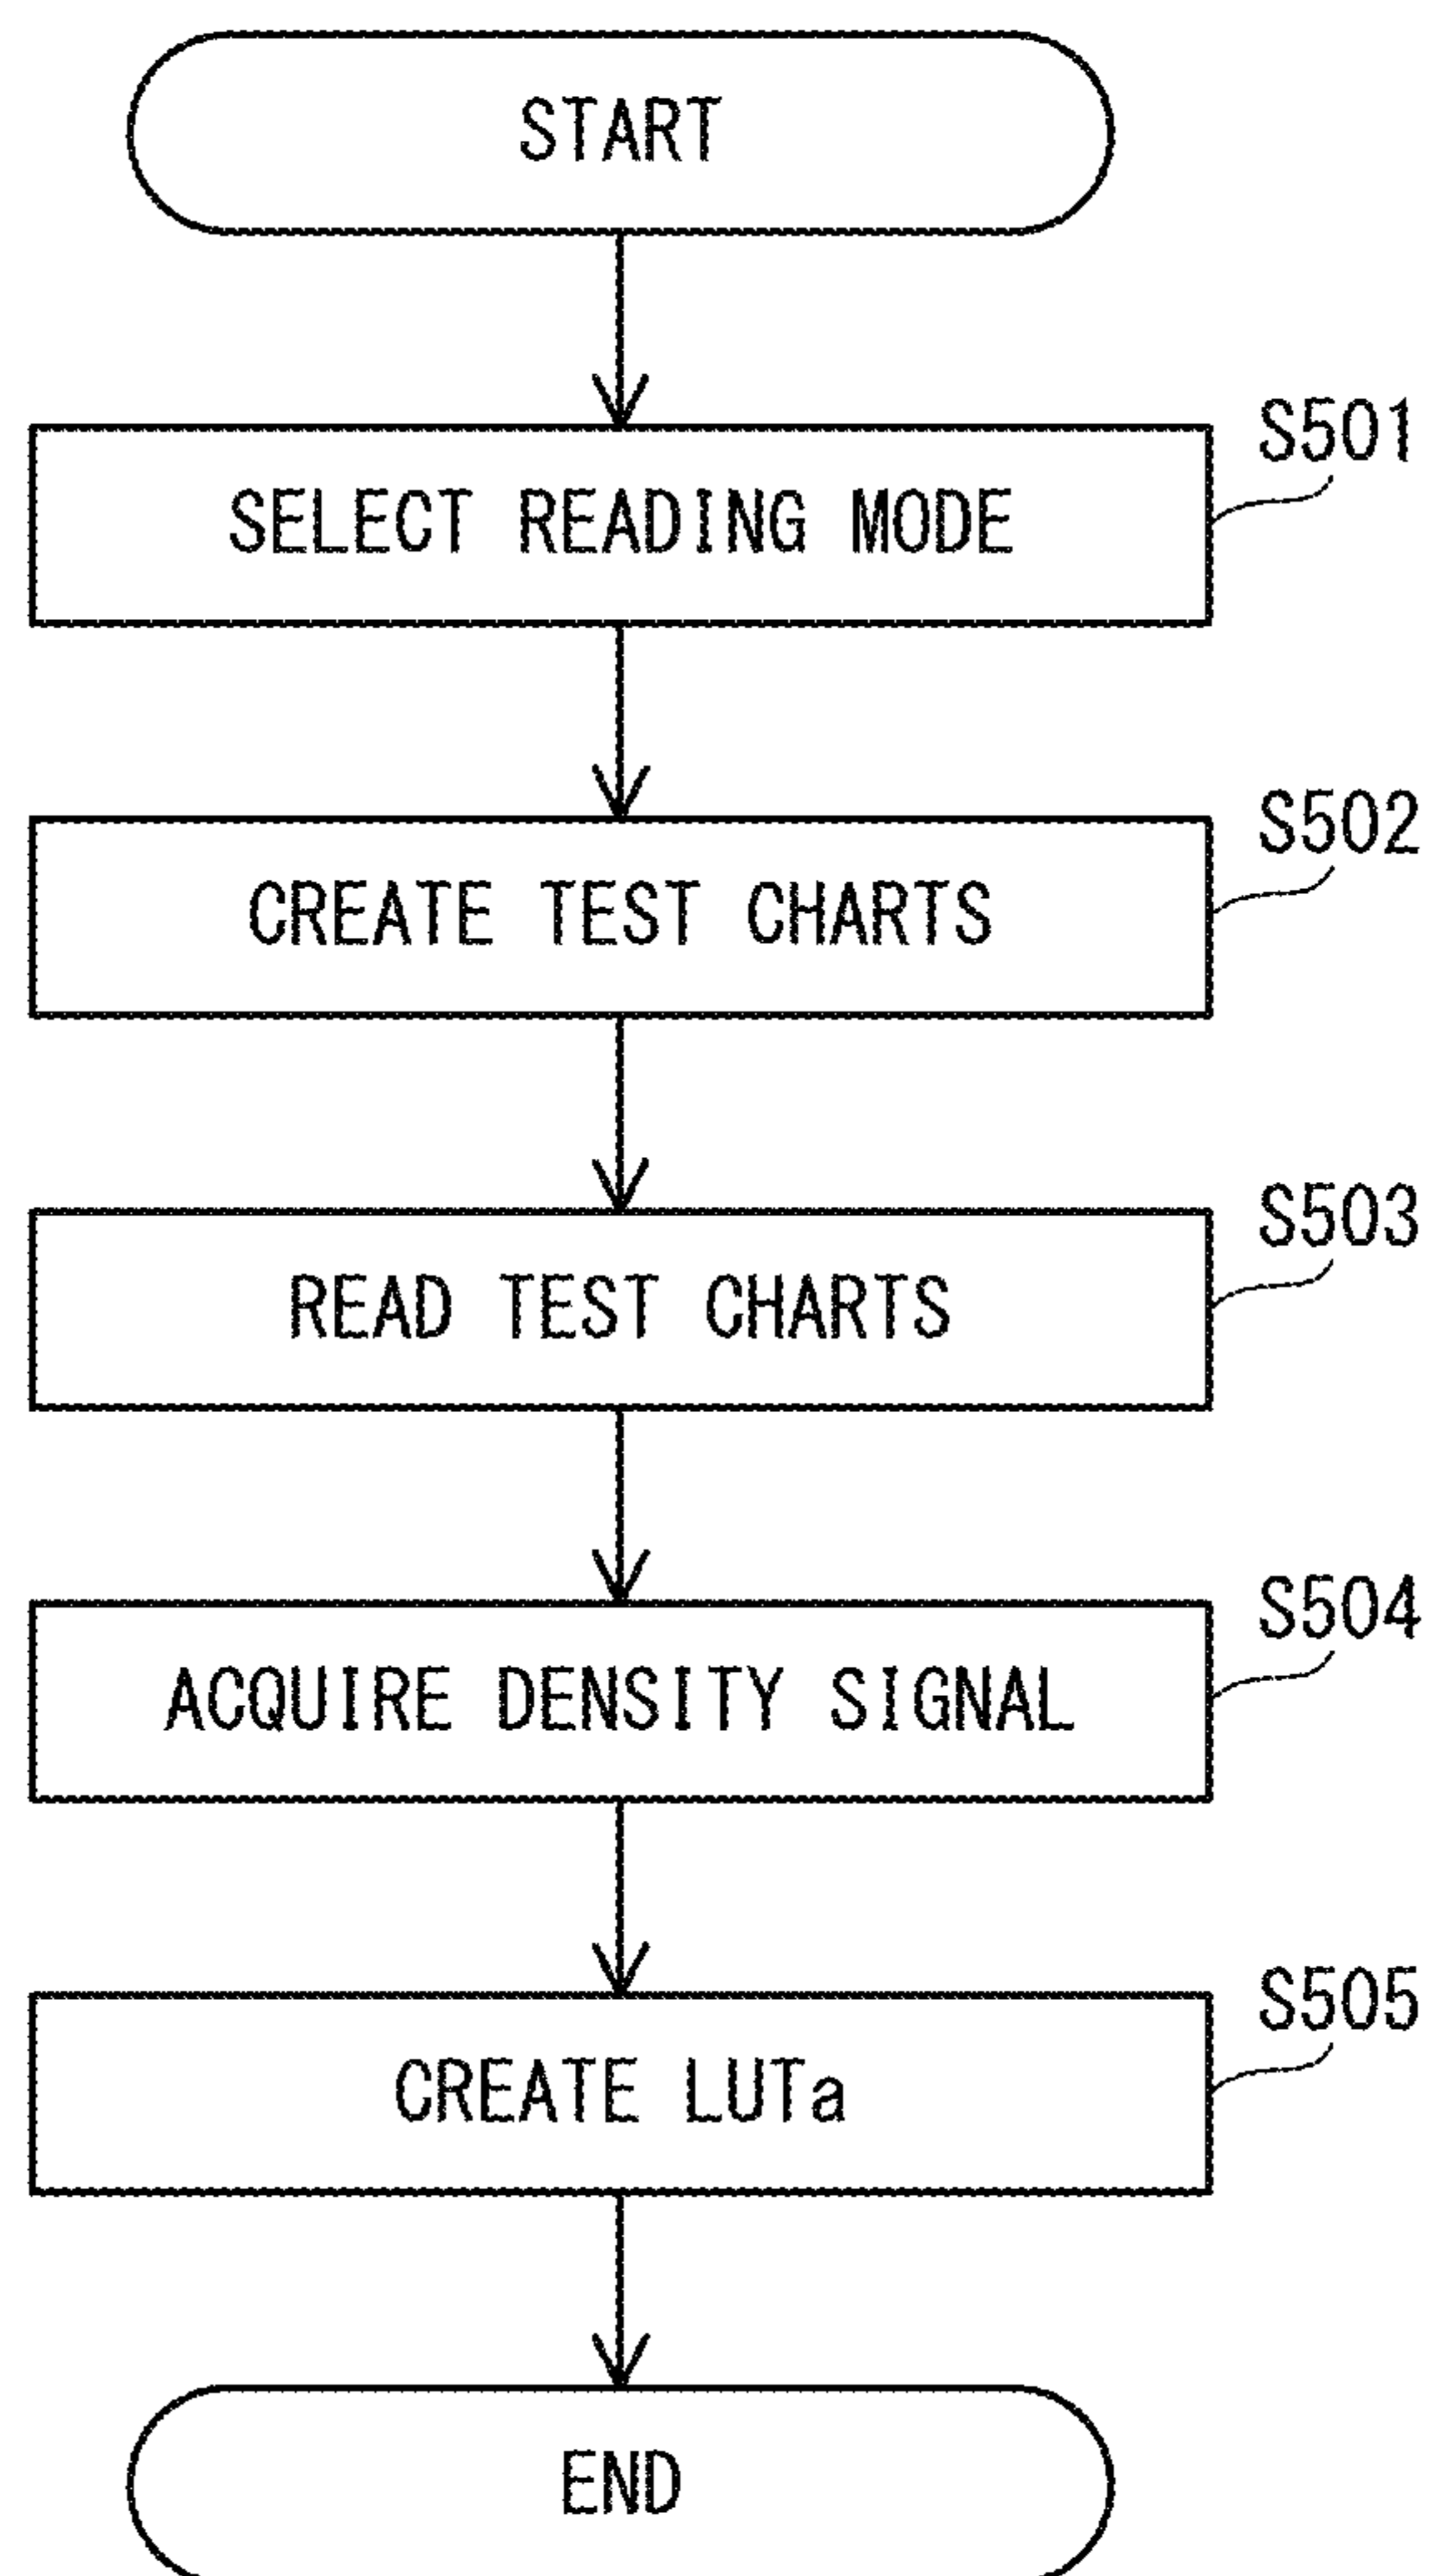 START
S501
SELECT READING MODE
S502
CREATE TEST CHARTS
S503
READ TEST CHARTS
S504
ACQUIRE DENSITY SIGNAL
S505
CREATE LUTa
END